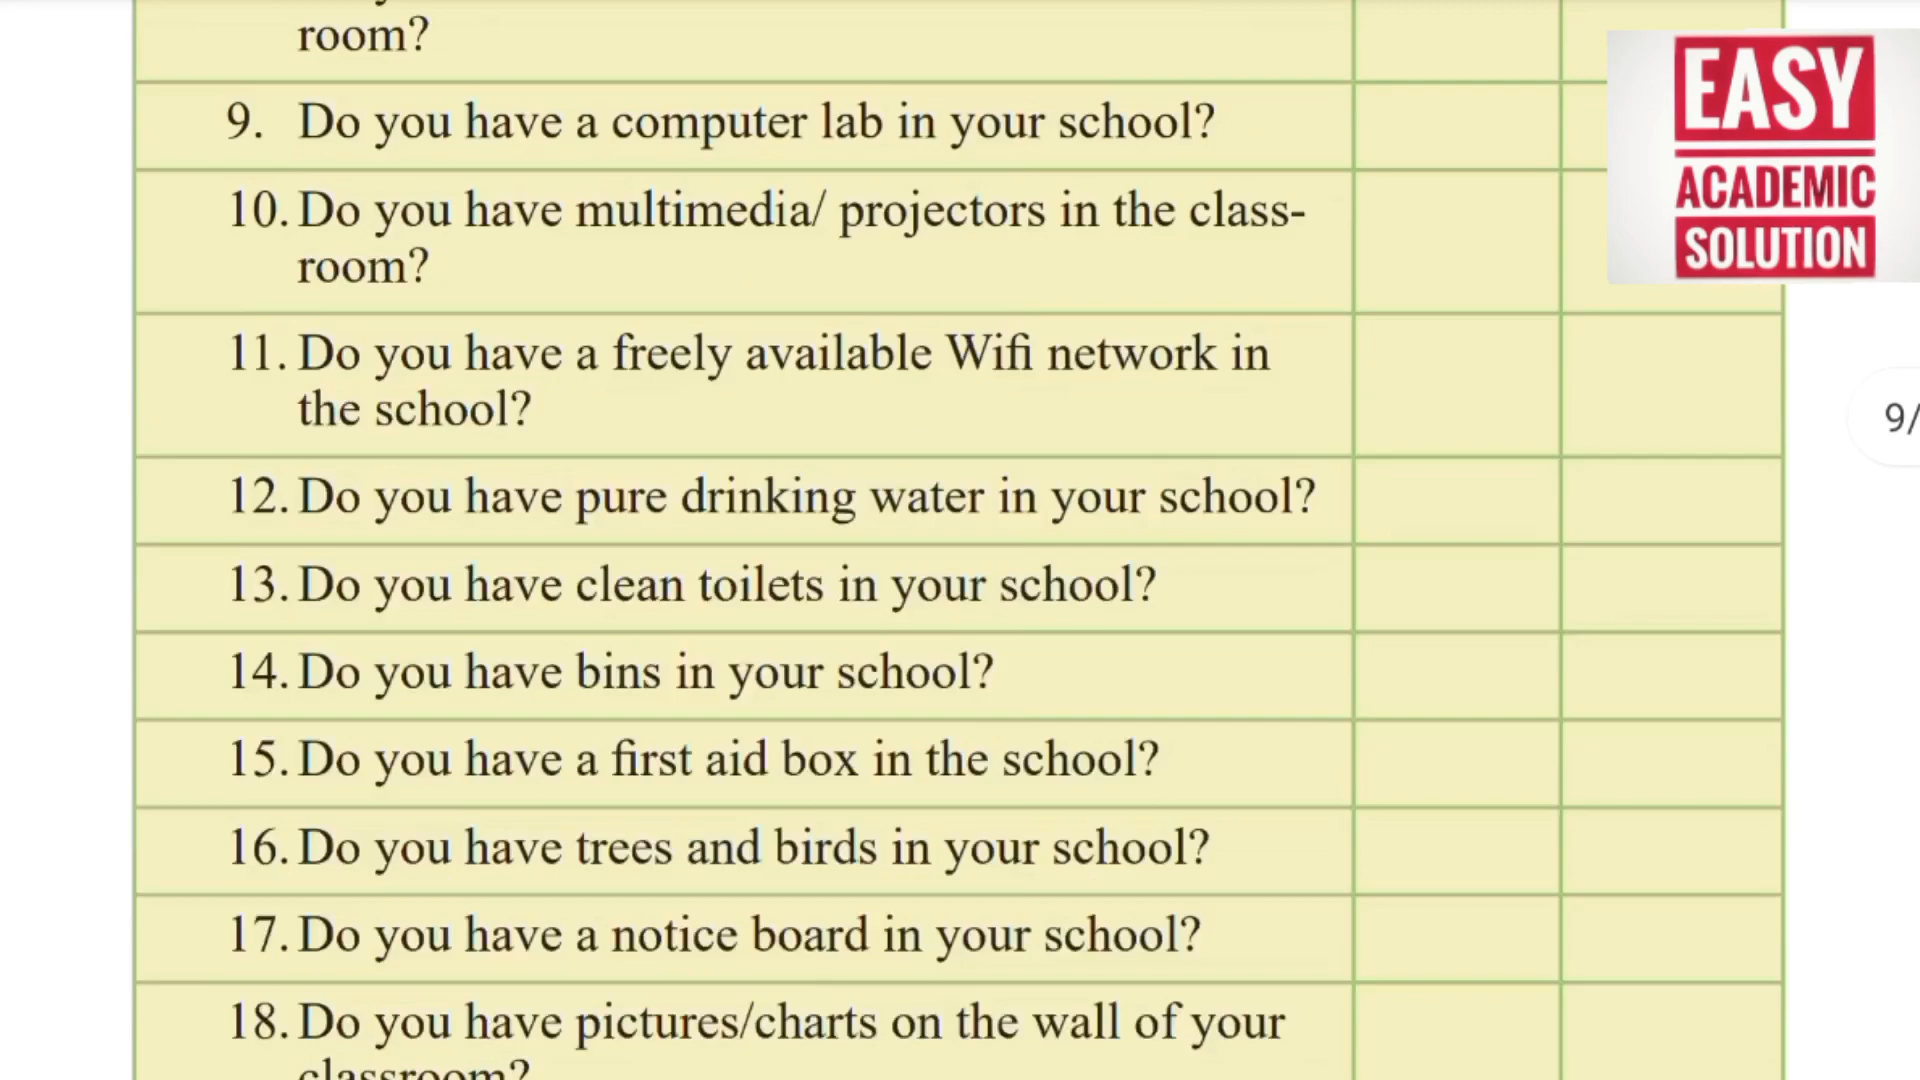 room?
9. Do you have a computer lab in your school?
10. Do you have multimedia/ projectors in the class-
room?
11. Do you have a freely available Wifi network in
the school?
12. Do you have pure drinking water in your school?
13. Do you have clean toilets in your school?
14. Do you have bins in your school?
15. Do you have a first aid box in the school?
16. Do you have trees and birds in your school?
17. Do you have a notice board in your school?
18. Do you have pictures/charts on the wall of your
classroom?
EASY
ACADEMIC
SOLUTION
9/